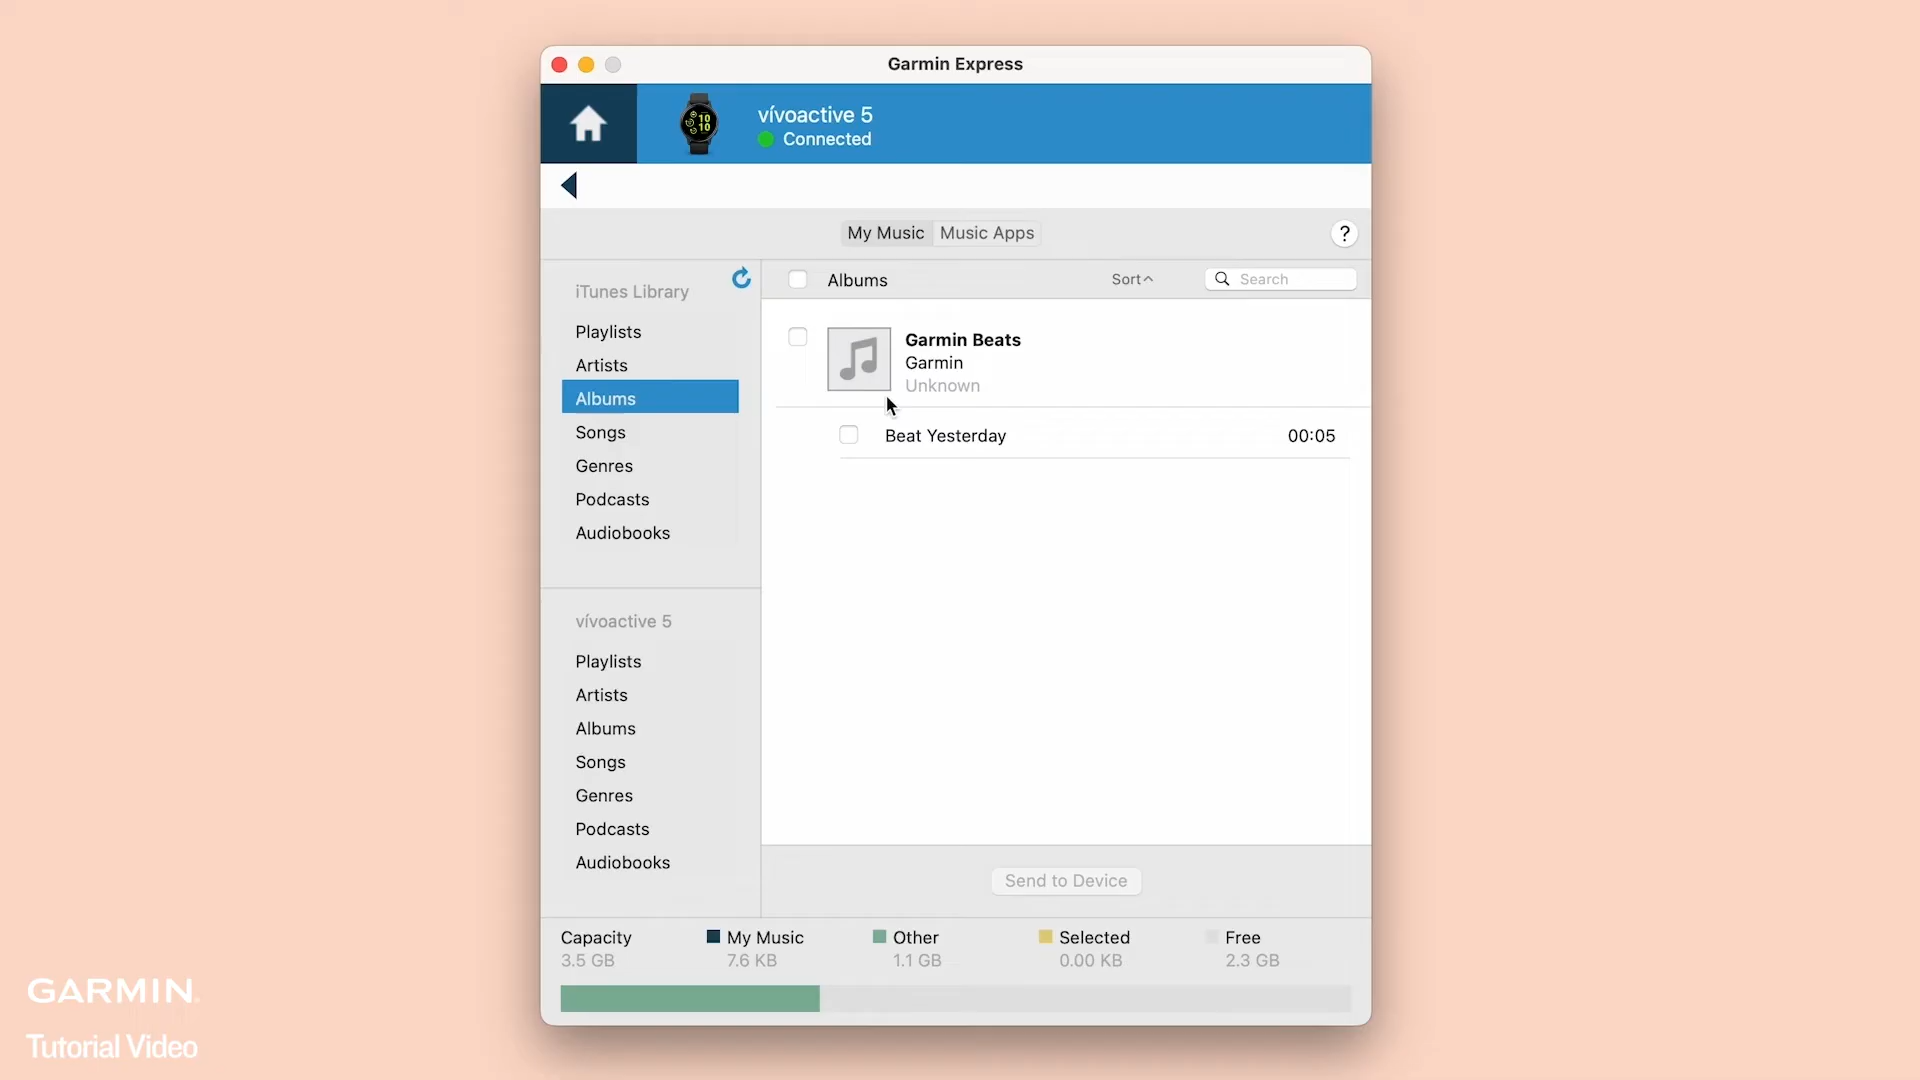 Garmin Express
10
10
vívoactive 5
Connected
My Music
Music Apps
?
iTunes Library
Albums
Sort
Search
Playlists
Artists
Albums
Songs
Genres
Podcasts
Audiobooks
Garmin Beats
Garmin
Unknown
Beat Yesterday
00:05
vívoactive 5
Playlists
Artists
Albums
Songs
Genres
Podcasts
Audiobooks
Send to Device
Capacity
3.5 GB
My Music
7.6 KB
Other
1.1 GB
Selected
0.00 KB
Free
2.3 GB
GARMIN
Tutorial Video